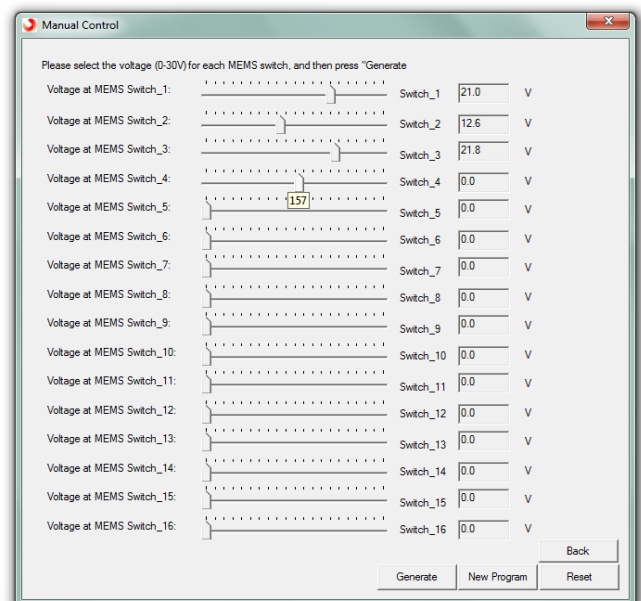 Manual Control
Please select the voltage (0-30V) for each MEMS switch, and then press "Generate
Voltage at MEMS Switch_1: Switch_1 21.0 V
Voltage at MEMS Switch_2: Switch_2 12.6 V
Voltage at MEMS Switch_3: Switch_3 21.8 V
Voltage at MEMS Switch_4: Switch_4 0.0 V
157
Voltage at MEMS Switch_5: Switch_5 0.0 V
Voltage at MEMS Switch_6: Switch_6 0.0 V
Voltage at MEMS Switch_7: Switch_7 0.0 V
Voltage at MEMS Switch_8: Switch_8 0.0 V
Voltage at MEMS Switch_9: Switch_9 0.0 V
Voltage at MEMS Switch_10: Switch_10 0.0 V
Voltage at MEMS Switch_11: Switch_11 0.0 V
Voltage at MEMS Switch_12: Switch_12 0.0 V
Voltage at MEMS Switch_13: Switch_13 0.0 V
Voltage at MEMS Switch_14: Switch_14 0.0 V
Voltage at MEMS Switch_15: Switch_15 0.0 V
Voltage at MEMS Switch_16: Switch_16 0.0 V
Back
Generate New Program Reset